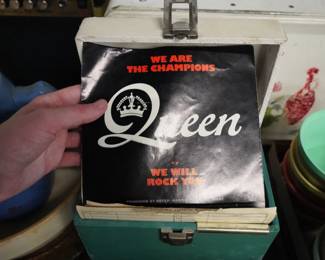 WE ARE
THE CHAMPIONS
Queen
WE WILL
ROCK YOU